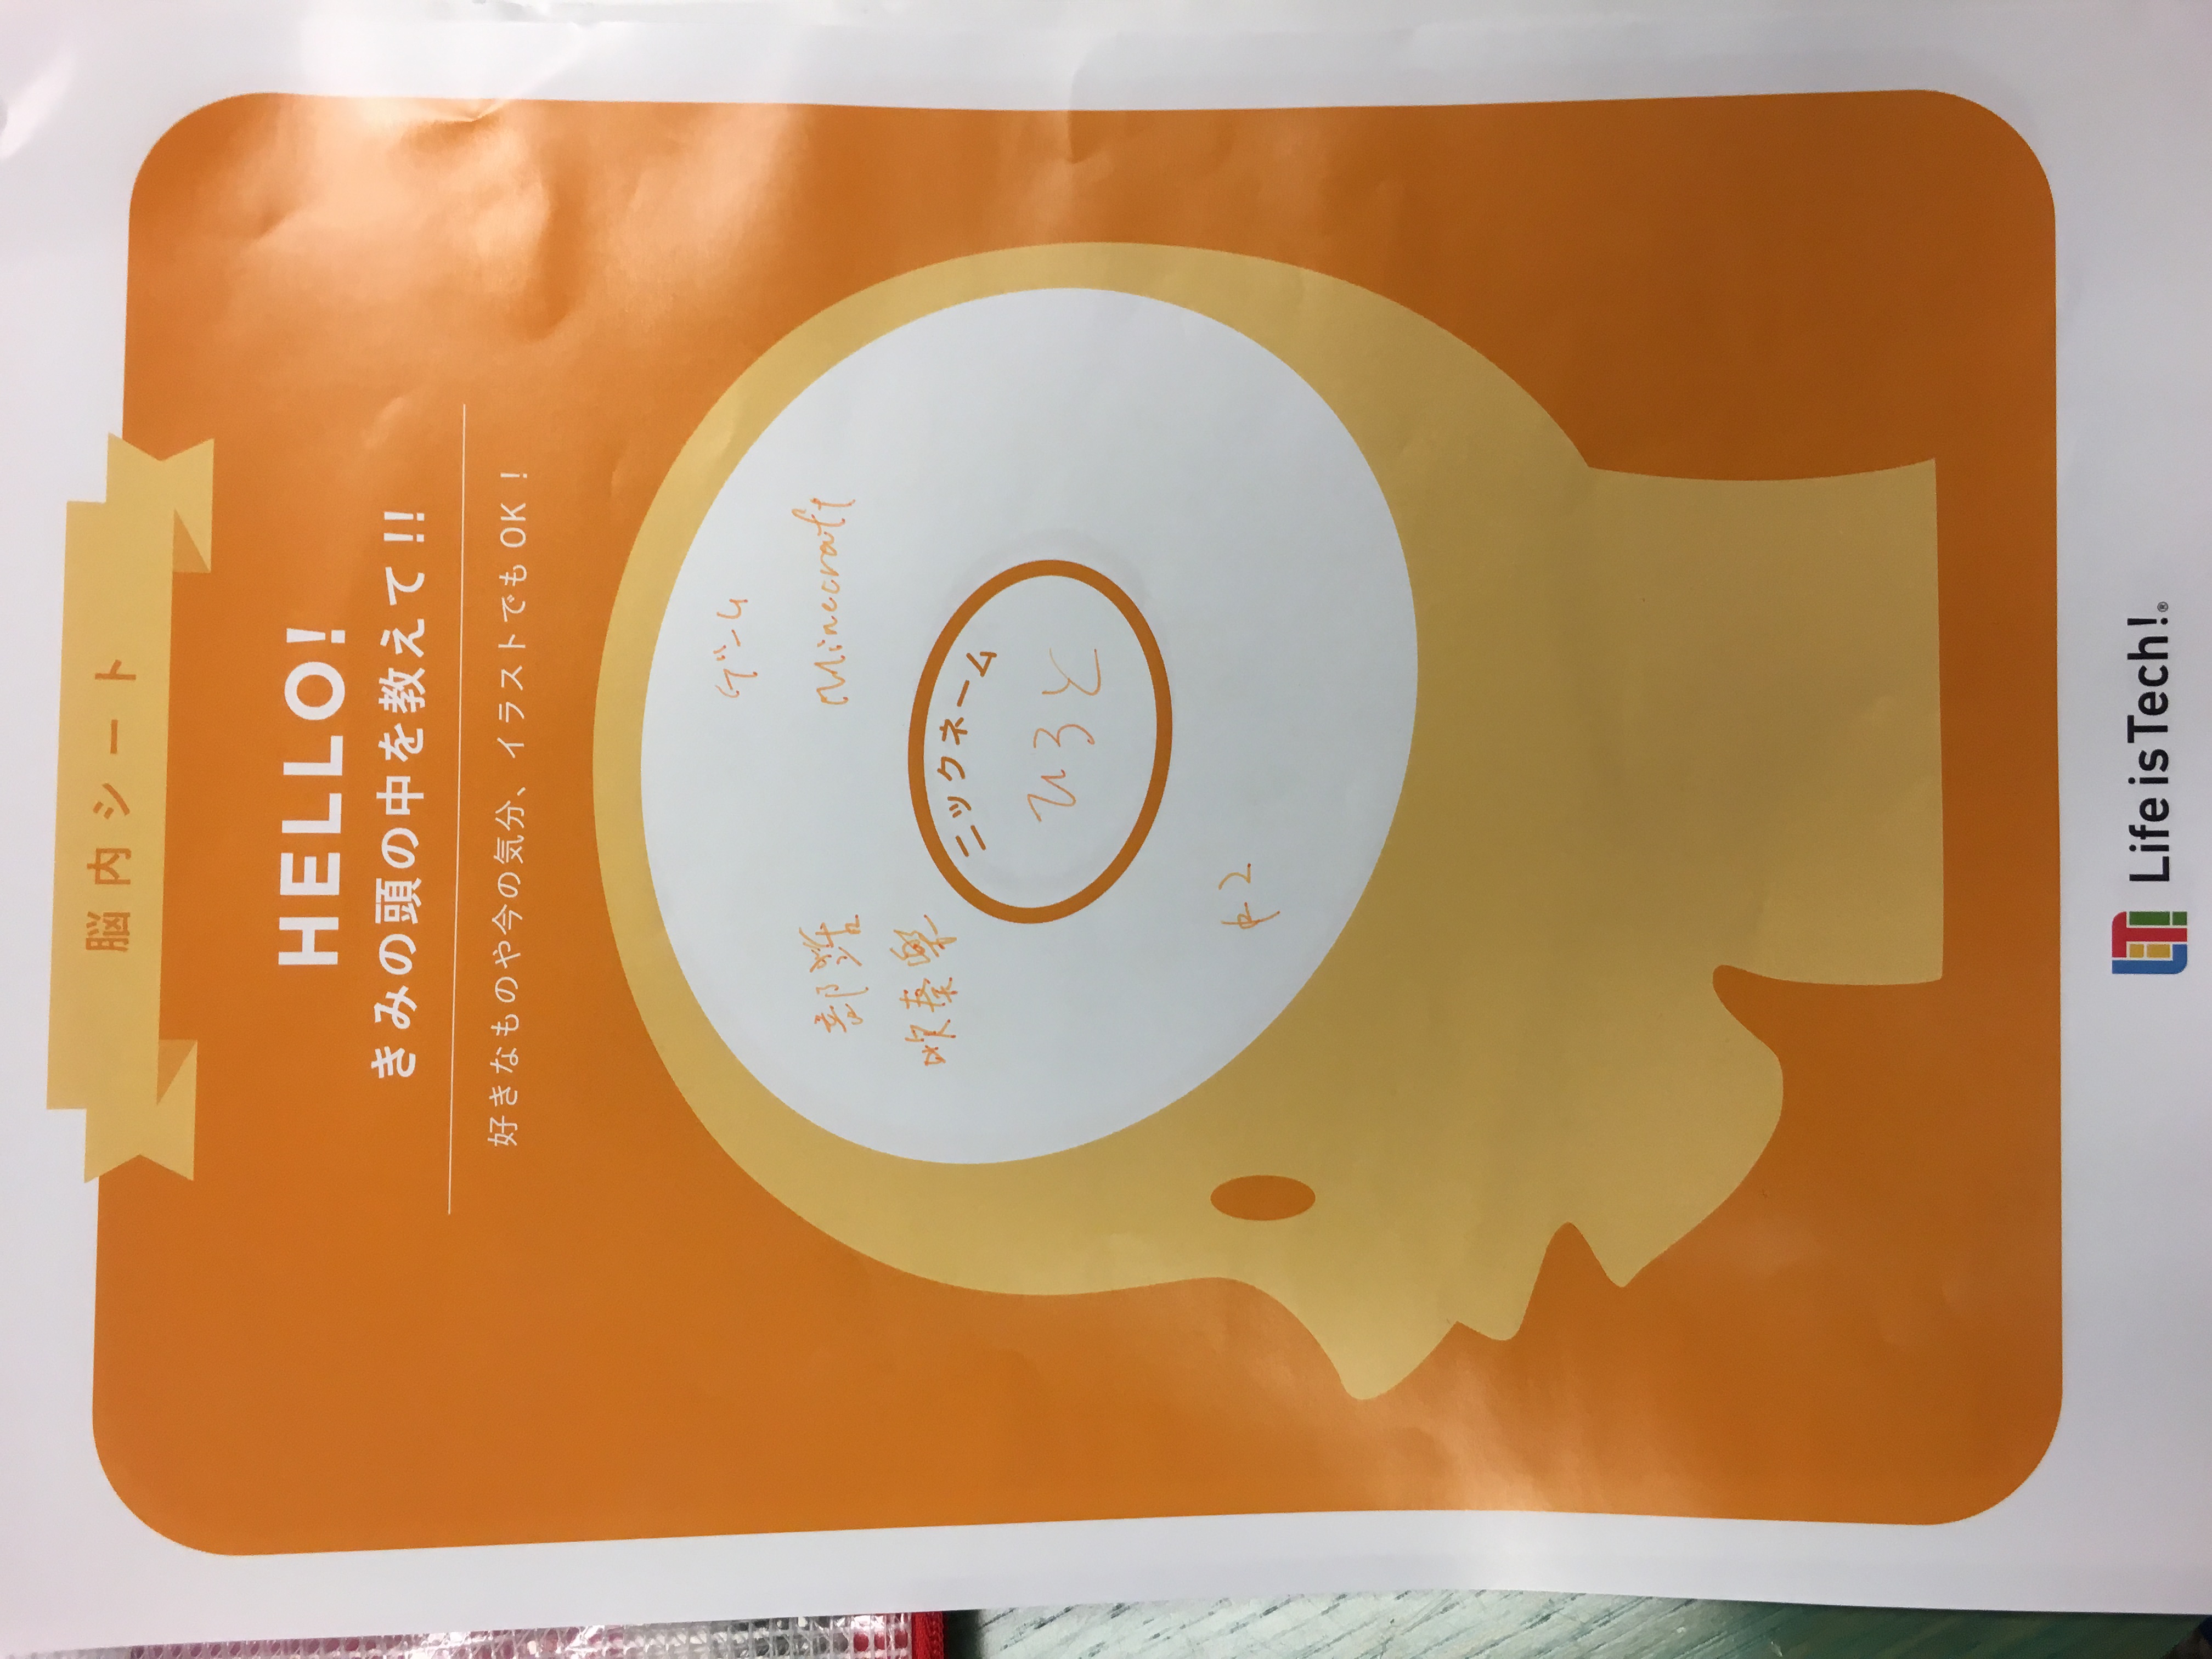 脳内シート
HELLO!
きみの頭の中を教えて!!
好きなものや今の気分、イラストでもOK!
ゲーム
Minecraft
部活
吹奏楽
ニックネーム
ひろと
中2
Life is Tech!®